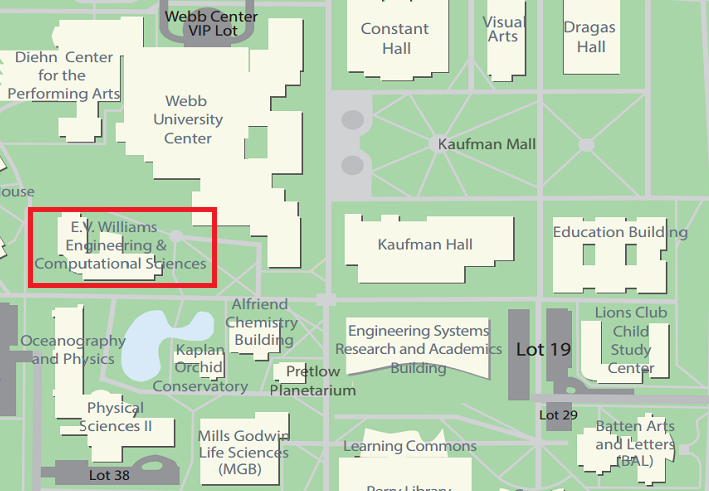 Webb Center
VIP Lot
Constant
Hall
Visual
Arts
Dragas
Hall
Diehn Center
for the
Performing Arts
Webb
University
Center
Kaufman Mall
House
E.V. Williams
Engineering &
Computational Sciences
Kaufman Hall
Education Building
Oceanography
and Physics
Alfriend
Chemistry
Building
Kaplan
Orchid
Conservatory
Pretlow
Planetarium
Engineering Systems
Research and Academics
Building
Lot 19
Lions Club
Child
Study
Center
Physical
Sciences II
Lot 38
Mills Godwin
Life Sciences
(MGB)
Learning Commons
Perry Library
Lot 29
Batten Arts
and Letters
(BAL)